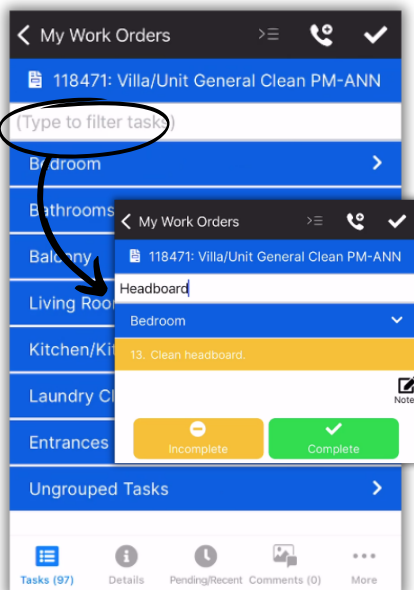 My Work Orders
118471: Villa/Unit General Clean PM-ANN
(Type to filter tasks)
Bedroom
Bathrooms
Balcony
Living Roo
Kitchen/Kit
Laundry Cl
Entrances
Ungrouped Tasks
Tasks (97)
Details
Pending/Recent
Comments (0)
More
My Work Orders
118471: Villa/Unit General Clean PM-ANN
Headboard
Bedroom
13. Clean headboard.
Note
Incomplete
Complete